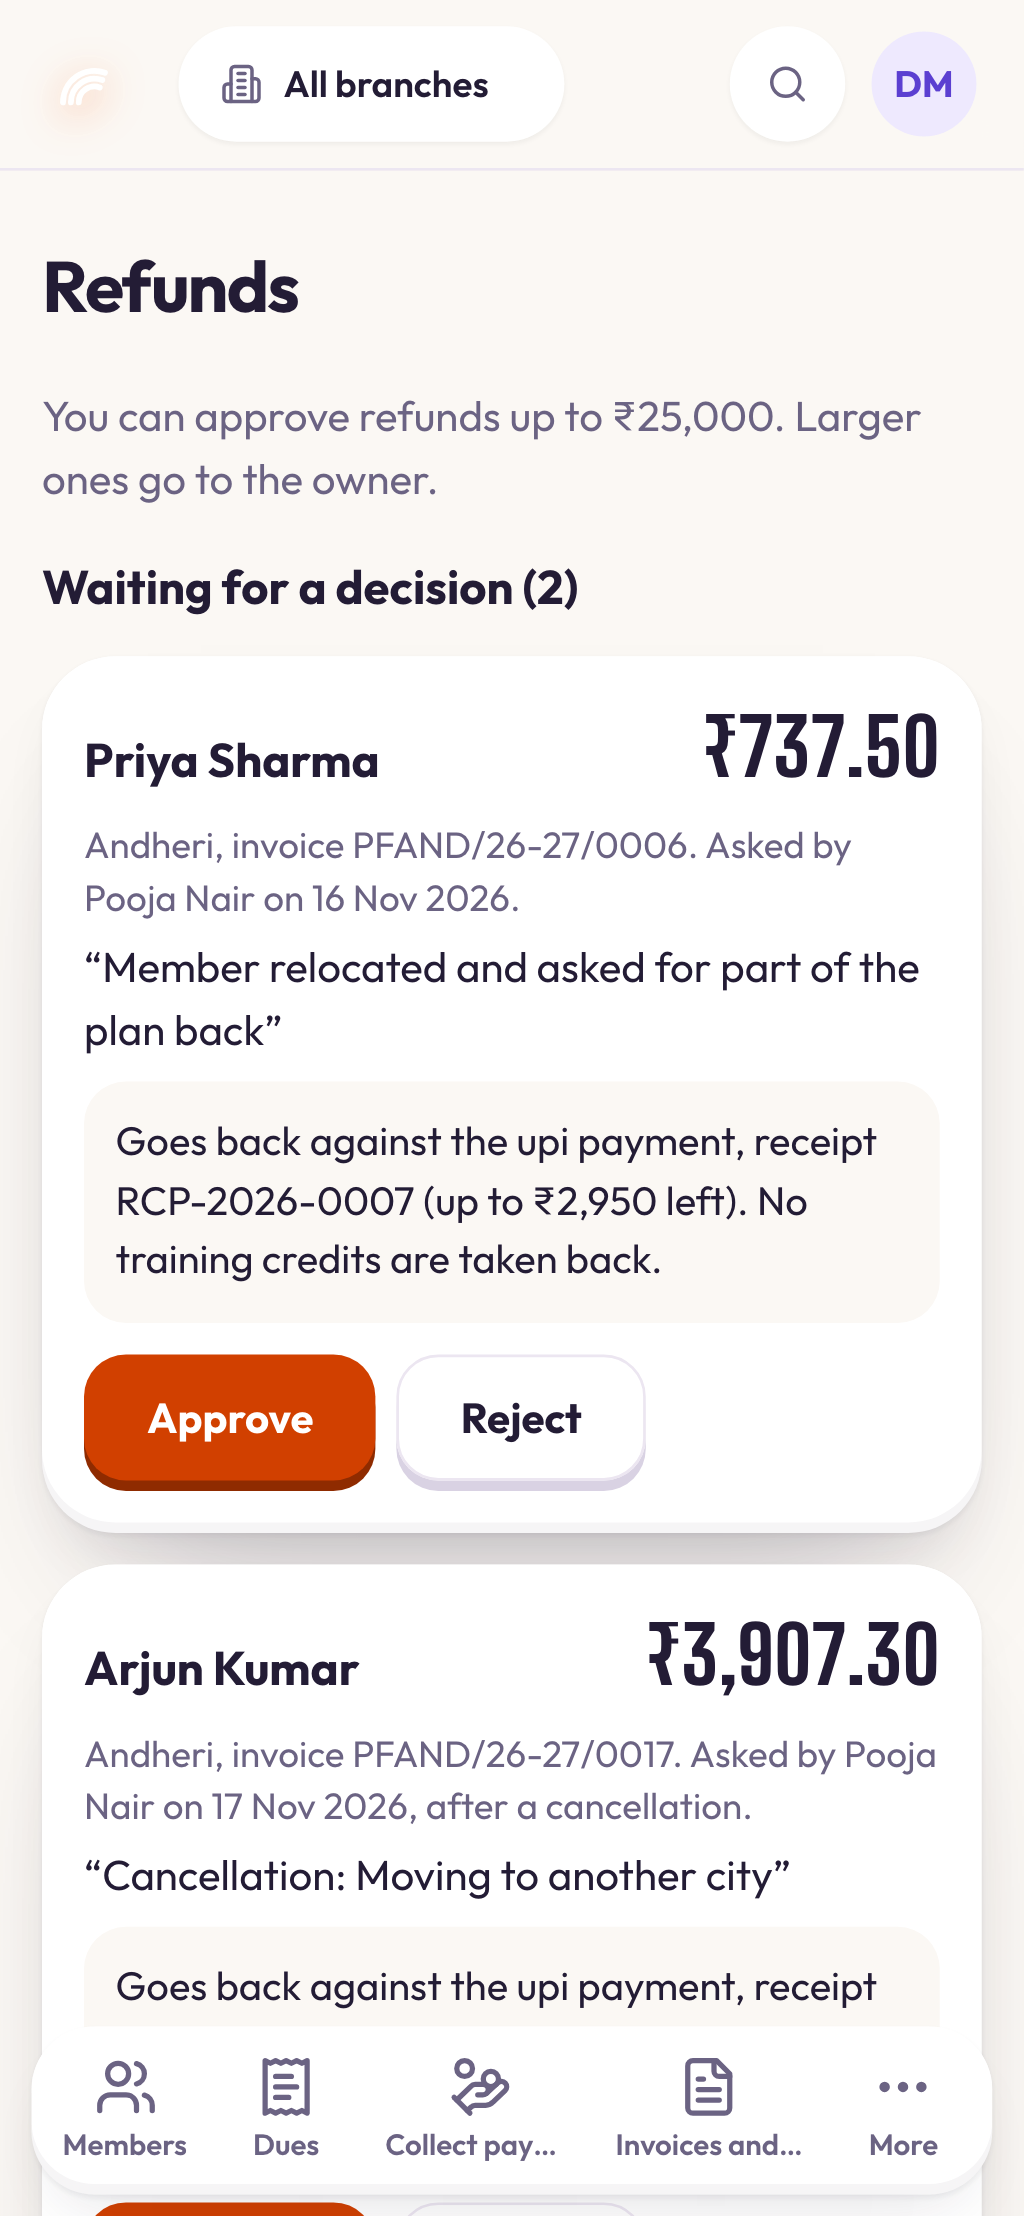 All branches
DM
Refunds
You can approve refunds up to ₹25,000. Larger
ones go to the owner.
Waiting for a decision (2)
Priya Sharma
₹737.50
Andheri, invoice PFAND/26-27/0006. Asked by
Pooja Nair on 16 Nov 2026.
“Member relocated and asked for part of the
plan back”
Goes back against the upi payment, receipt
RCP-2026-0007 (up to ₹2,950 left). No
training credits are taken back.
Approve
Reject
Arjun Kumar
₹3,907.30
Andheri, invoice PFAND/26-27/0017. Asked by Pooja
Nair on 17 Nov 2026, after a cancellation.
“Cancellation: Moving to another city”
Goes back against the upi payment, receipt
Members
Dues
Collect pay...
Invoices and...
More